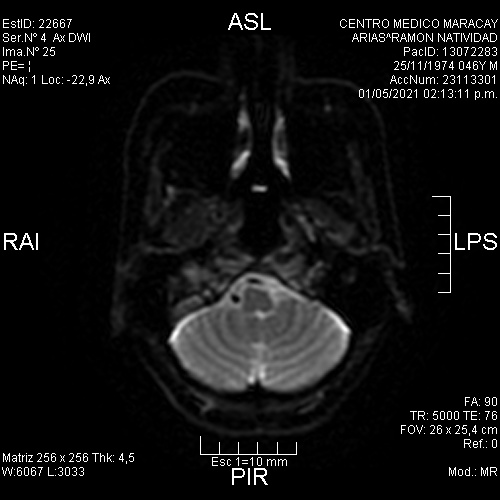 EstID: 22667
Ser.Nº 4 Ax DWI
Ima.Nº 25
PE= ¦
NAq: 1 Loc: -22,9 Ax
ASL
CENTRO MEDICO MARACAY
ARIAS^RAMON NATIVIDAD
PacID: 13072283
25/11/1974 046Y M
AccNum: 23113301
01/05/2021 02:13:11 p.m.
RAI
LPS
Matriz 256 x 256 Thk: 4,5
W:6067 L:3033
Esc 1=10 mm
PIR
FA: 90
TR: 5000 TE: 76
FOV: 26 x 25,4 cm
Ref.: 0
Mod.: MR